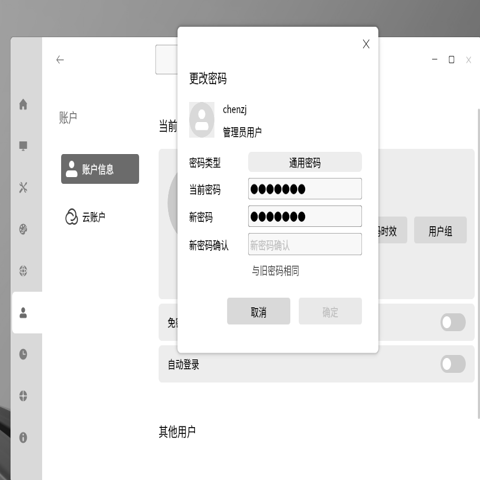 更改密码
chenzj
管理员用户
密码类型
通用密码
当前密码
●●●●●●●
新密码
●●●●●●●
新密码确认
新密码确认
与旧密码相同
取消
确定
账户
账户信息
云账户
当前
时效
用户组
免
自动登录
其他用户